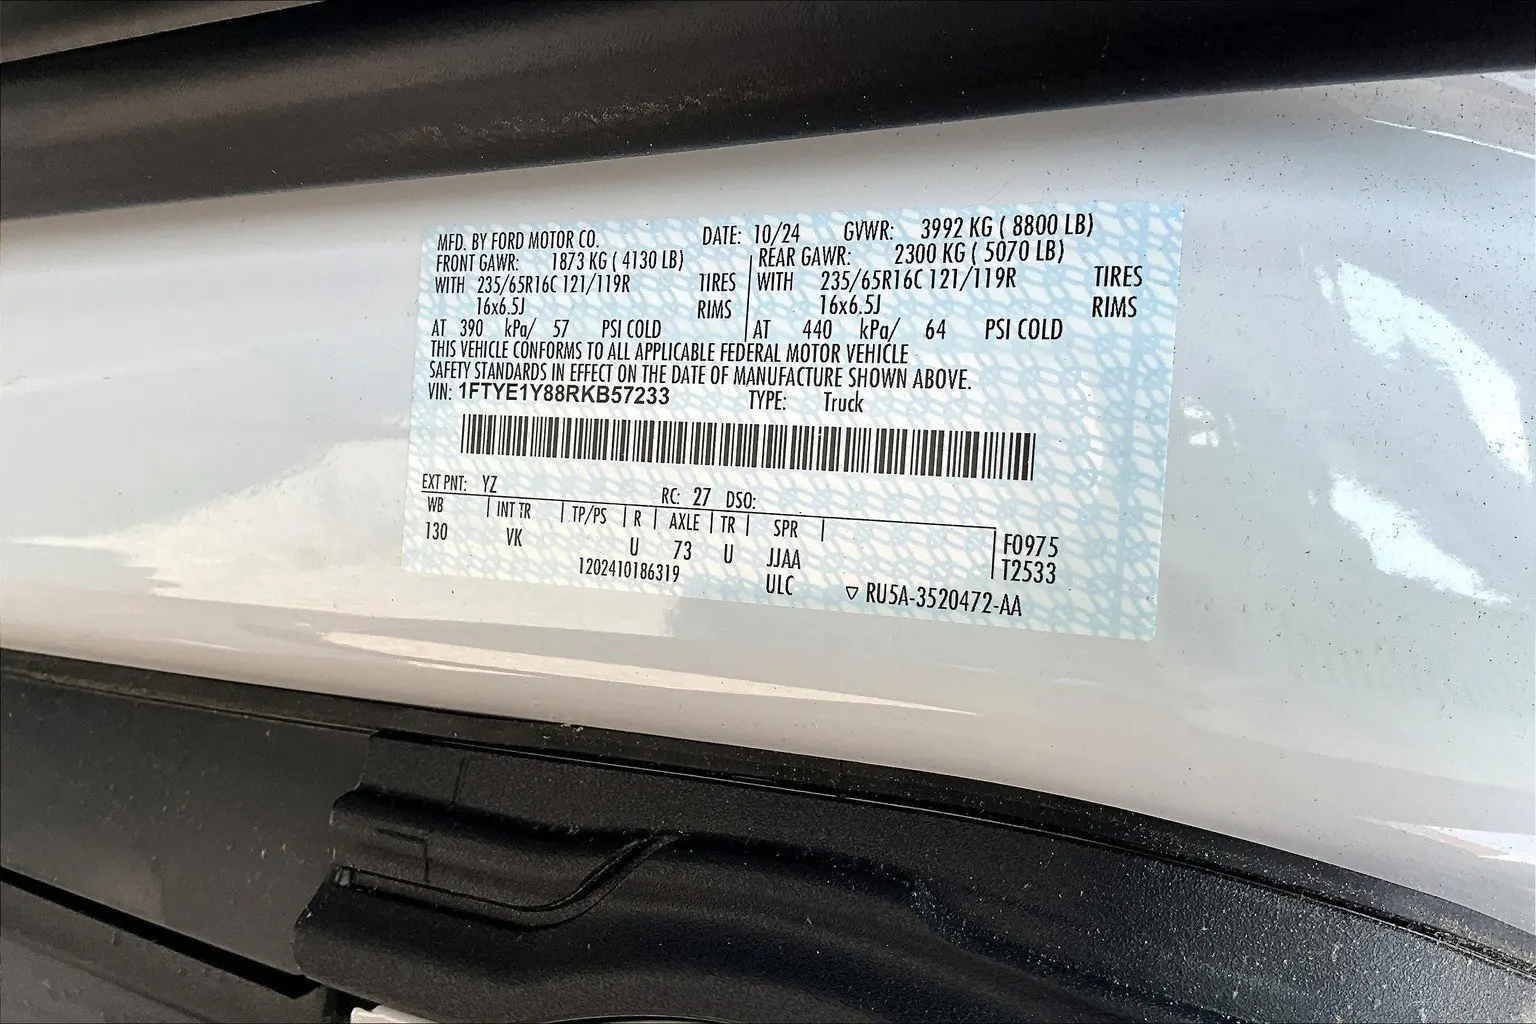 MFD. BY FORD MOTOR CO. DATE: 10/24 GVWR: 3992 KG ( 8800 LB)
FRONT GAWR: 1873 KG ( 4130 LB) REAR GAWR: 2300 KG ( 5070 LB)
WITH 235/65R16C 121/119R TIRES WITH 235/65R16C 121/119R TIRES
16x6.5J RIMS 16x6.5J RIMS
AT 390 kPa/ 57 PSI COLD AT 440 kPa/ 64 PSI COLD
THIS VEHICLE CONFORMS TO ALL APPLICABLE FEDERAL MOTOR VEHICLE
SAFETY STANDARDS IN EFFECT ON THE DATE OF MANUFACTURE SHOWN ABOVE.
VIN: 1FTYE1Y88RKB57233 TYPE: Truck
EXT PNT: YZ RC: 27 DSO:
WB INT TR TP/PS R AXLE TR SPR
130 VK U 73 U JJAA F0975
1202410186319 ULC T2533
▽ RU5A-3520472-AA